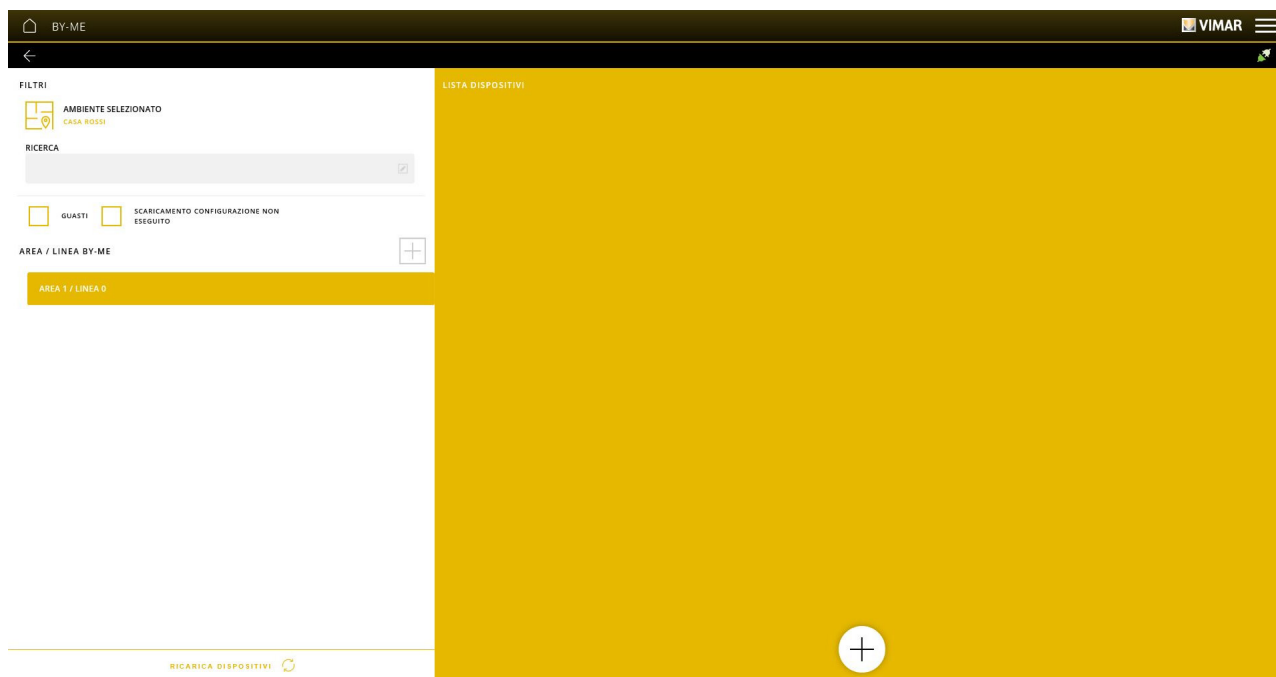 BY-ME
VIMAR
FILTRI
AMBIENTE SELEZIONATO
CASA ROSSI
RICERCA
GUASTI
SCARICAMENTO CONFIGURAZIONE NON
ESEGUITO
AREA / LINEA BY-ME
AREA 1 / LINEA 0
RICARICA DISPOSITIVI
LISTA DISPOSITIVI